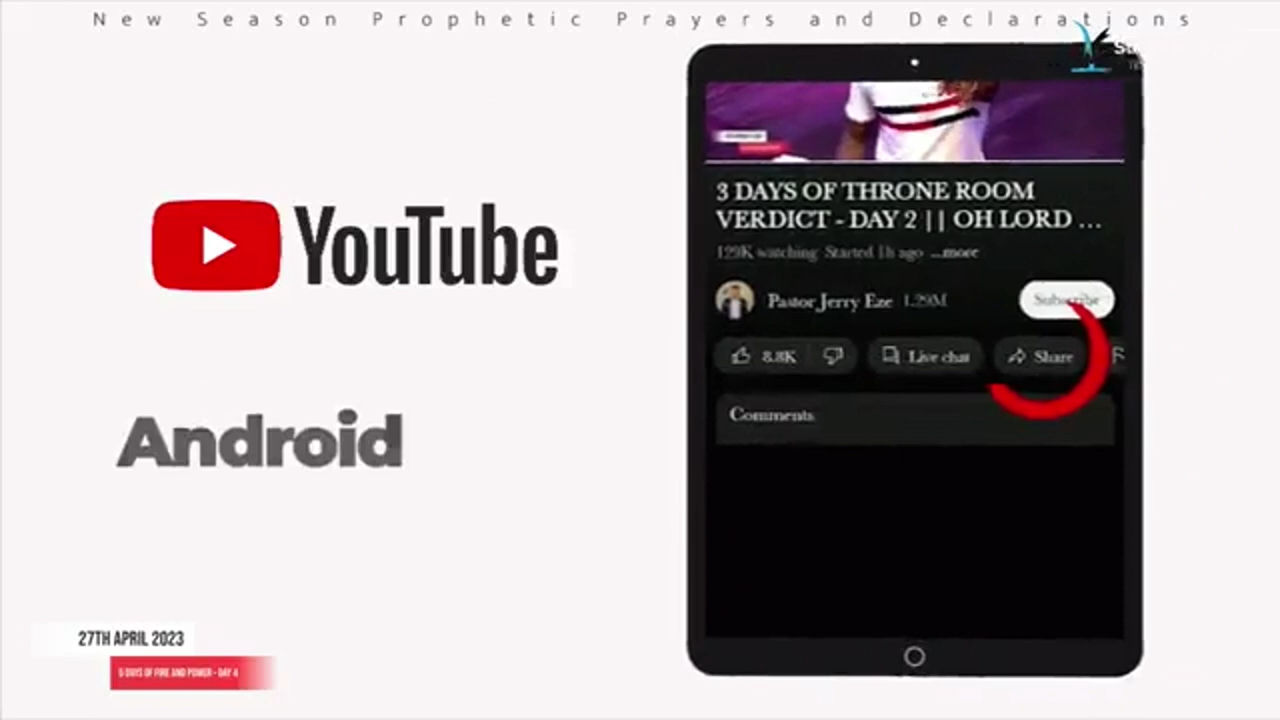 New Season Prophetic Prayers and Declarations
YouTube
Android
3 DAYS OF THRONE ROOM
VERDICT - DAY 2 || OH LORD ...
129K watching Started 1h ago ...more
Pastor Jerry Eze 1.29M
Subscribe
8.8K
Live chat
Share
Comments
27TH APRIL 2023
5 DAYS OF FIRE AND POWER - DAY 4